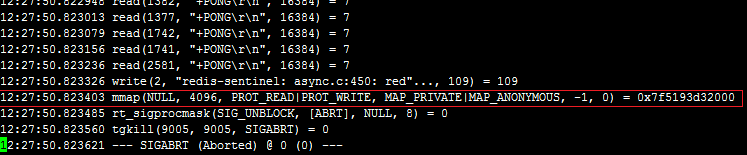 12:27:50.822948 read(1382, "+PONG\r\n", 16384) = 7
12:27:50.823013 read(1377, "+PONG\r\n", 16384) = 7
12:27:50.823079 read(1742, "+PONG\r\n", 16384) = 7
12:27:50.823156 read(1741, "+PONG\r\n", 16384) = 7
12:27:50.823236 read(2581, "+PONG\r\n", 16384) = 7
12:27:50.823326 write(2, "redis-sentinel: async.c:450: red"..., 109) = 109
12:27:50.823403 mmap(NULL, 4096, PROT_READ|PROT_WRITE, MAP_PRIVATE|MAP_ANONYMOUS, -1, 0) = 0x7f5193d32000
12:27:50.823485 rt_sigprocmask(SIG_UNBLOCK, [ABRT], NULL, 8) = 0
12:27:50.823560 tgkill(9005, 9005, SIGABRT) = 0
12:27:50.823621 --- SIGABRT (Aborted) @ 0 (0) ---